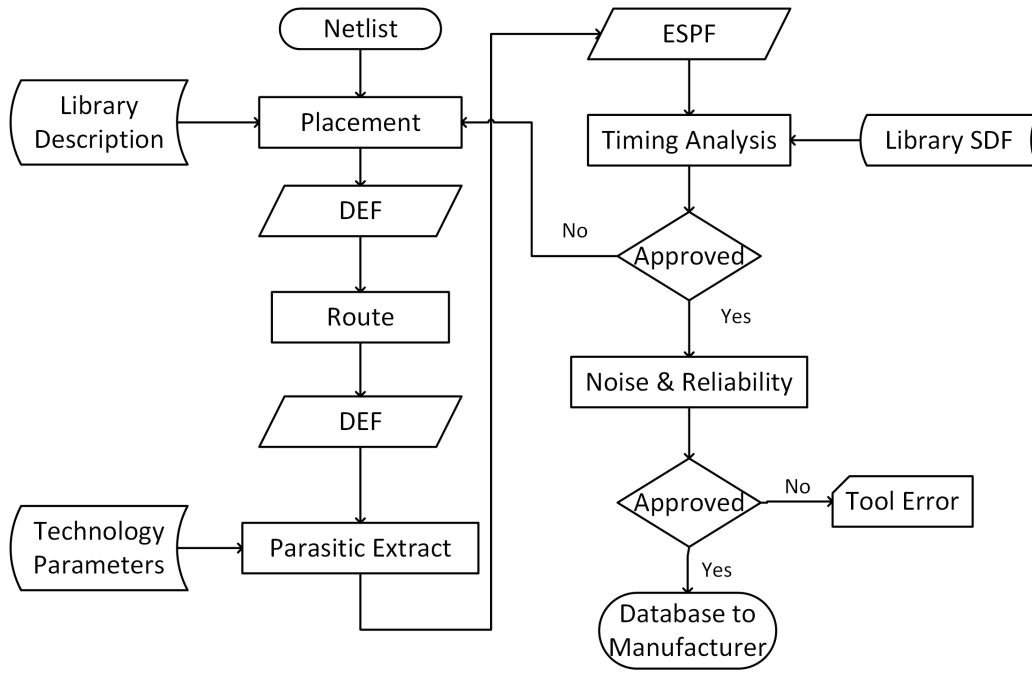 Netlist
Library
Description
Placement
DEF
Route
DEF
Technology
Parameters
Parasitic Extract
ESPF
Timing Analysis
Library SDF
Approved
No
Yes
Noise & Reliability
Approved
No
Tool Error
Yes
Database to
Manufacturer